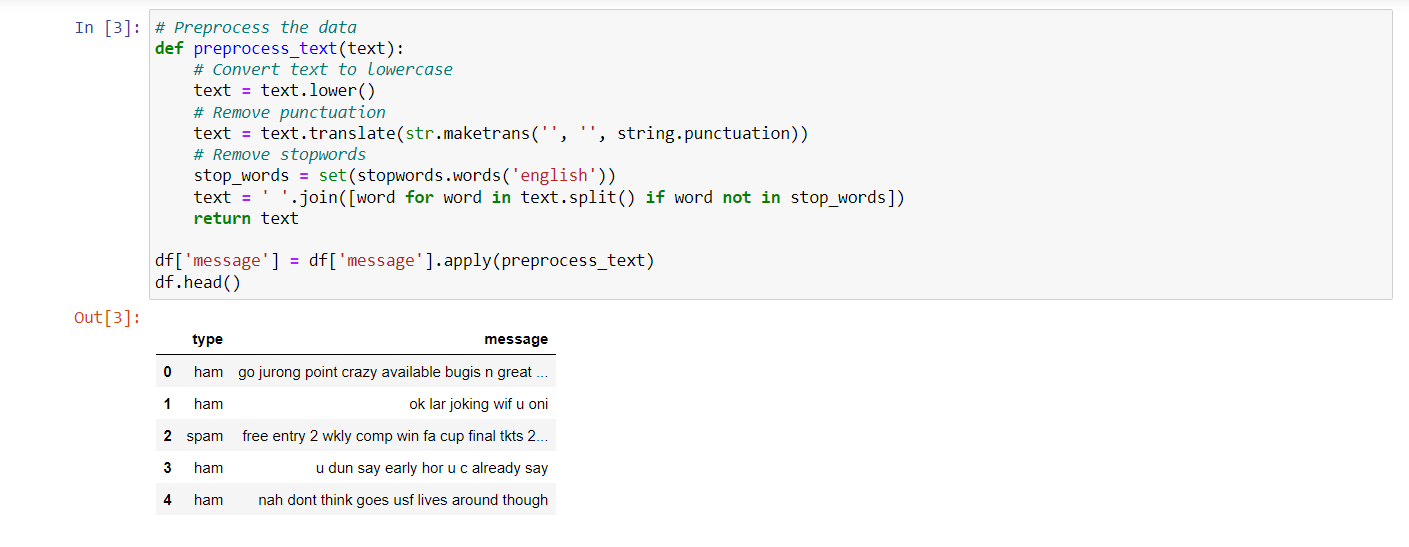 In [3]: # Preprocess the data
def preprocess_text(text):
    # Convert text to lowercase
    text = text.lower()
    # Remove punctuation
    text = text.translate(str.maketrans('', '', string.punctuation))
    # Remove stopwords
    stop_words = set(stopwords.words('english'))
    text = ' '.join([word for word in text.split() if word not in stop_words])
    return text
df['message'] = df['message'].apply(preprocess_text)
df.head()
Out[3]:
type message
0 ham go jurong point crazy available bugis n great ...
1 ham ok lar joking wif u oni
2 spam free entry 2 wkly comp win fa cup final tkts 2...
3 ham u dun say early hor u c already say
4 ham nah dont think goes usf lives around though